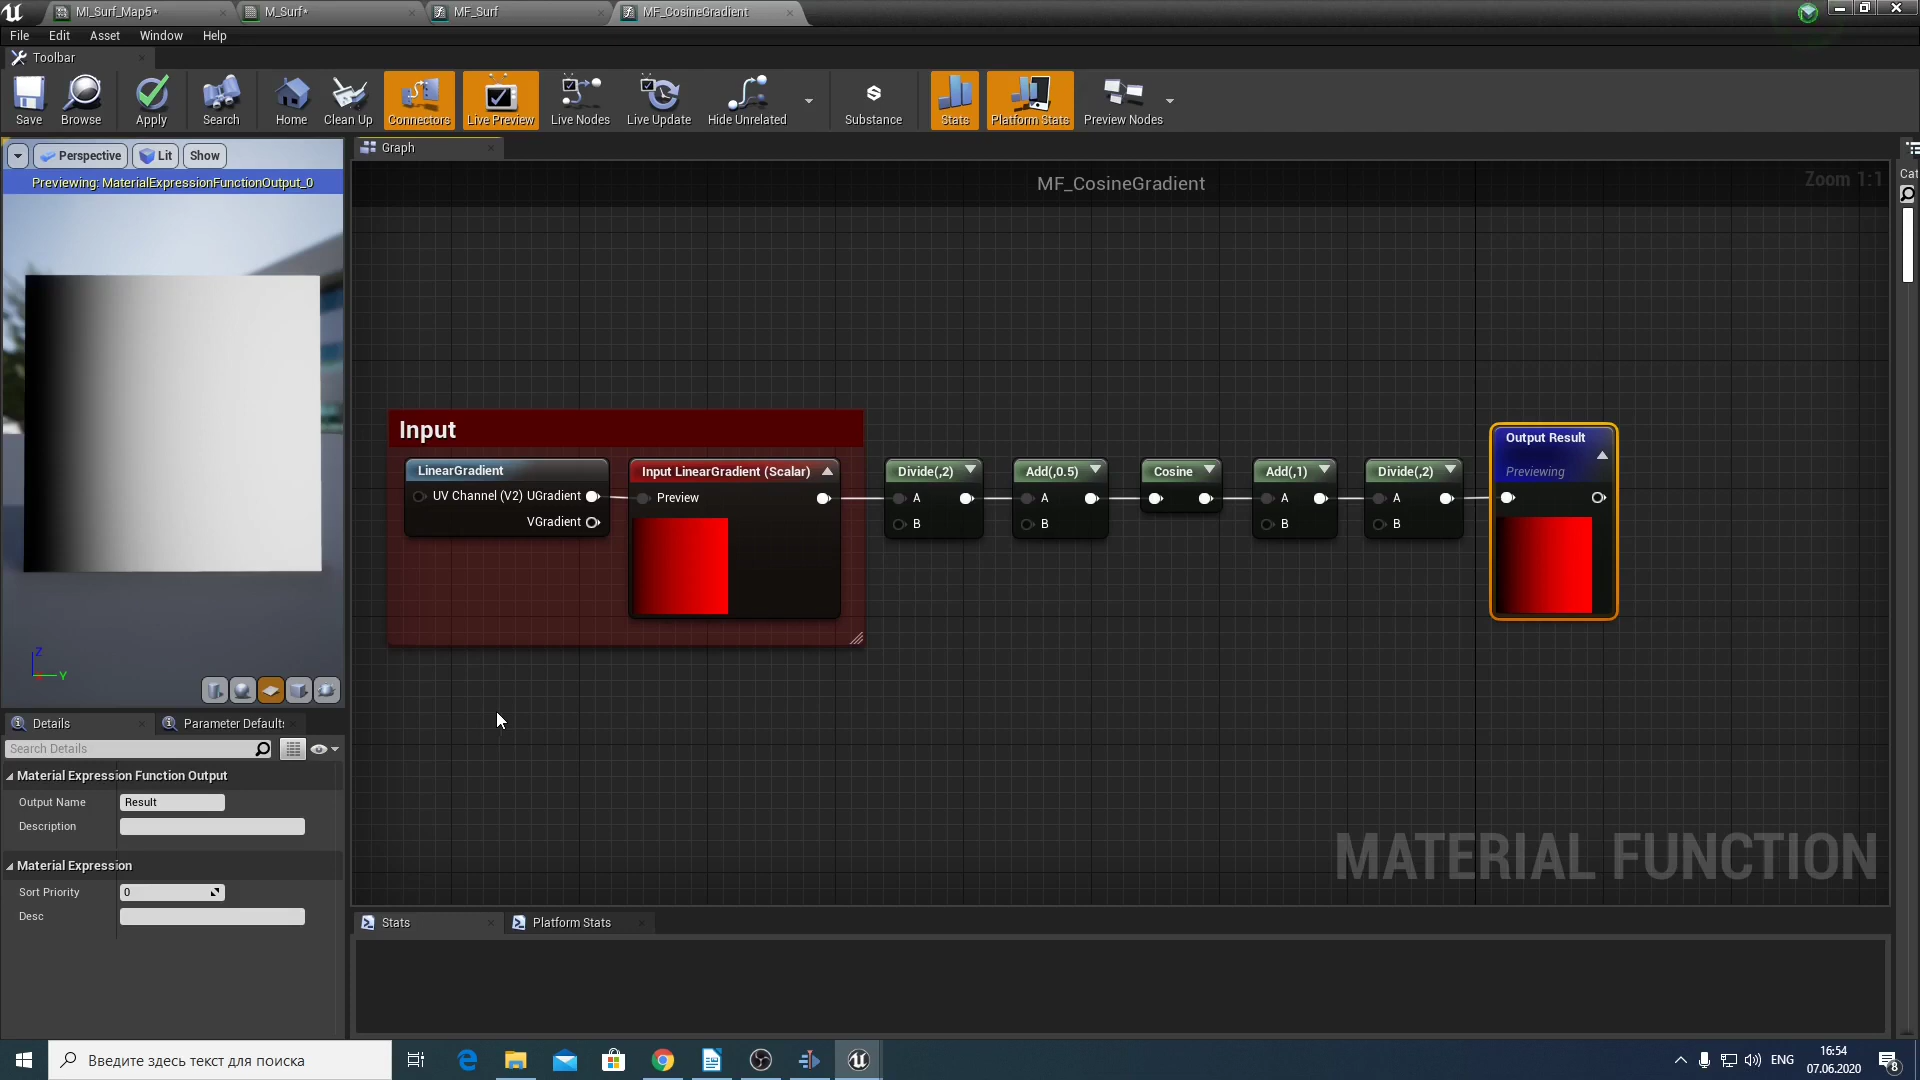 MI_Surf_Map5*
M_Surf*
MF_Surf
MF_CosineGradient
File
Edit
Asset
Window
Help
Toolbar
Save
Browse
Apply
Search
Home
Clean Up
Connectors
Live Preview
Live Nodes
Live Update
Hide Unrelated
Substance
Stats
Platform Stats
Preview Nodes
Perspective
Lit
Show
Previewing: MaterialExpressionFunctionOutput_0
Graph
MF_CosineGradient
Zoom 1:1
Cat
Input
LinearGradient
UV Channel (V2) UGradient
VGradient
Input LinearGradient (Scalar)
Preview
Divide(,2)
A
B
Add(,0.5)
A
B
Cosine
Add(,1)
A
B
Divide(,2)
A
B
Output Result
Previewing
MATERIAL FUNCTION
Z
Y
Details
Parameter Defaults
Search Details
Material Expression Function Output
Output Name
Result
Description
Material Expression
Sort Priority
0
Desc
Stats
Platform Stats
Введите здесь текст для поиска
ENG
16:54
07.06.2020
8